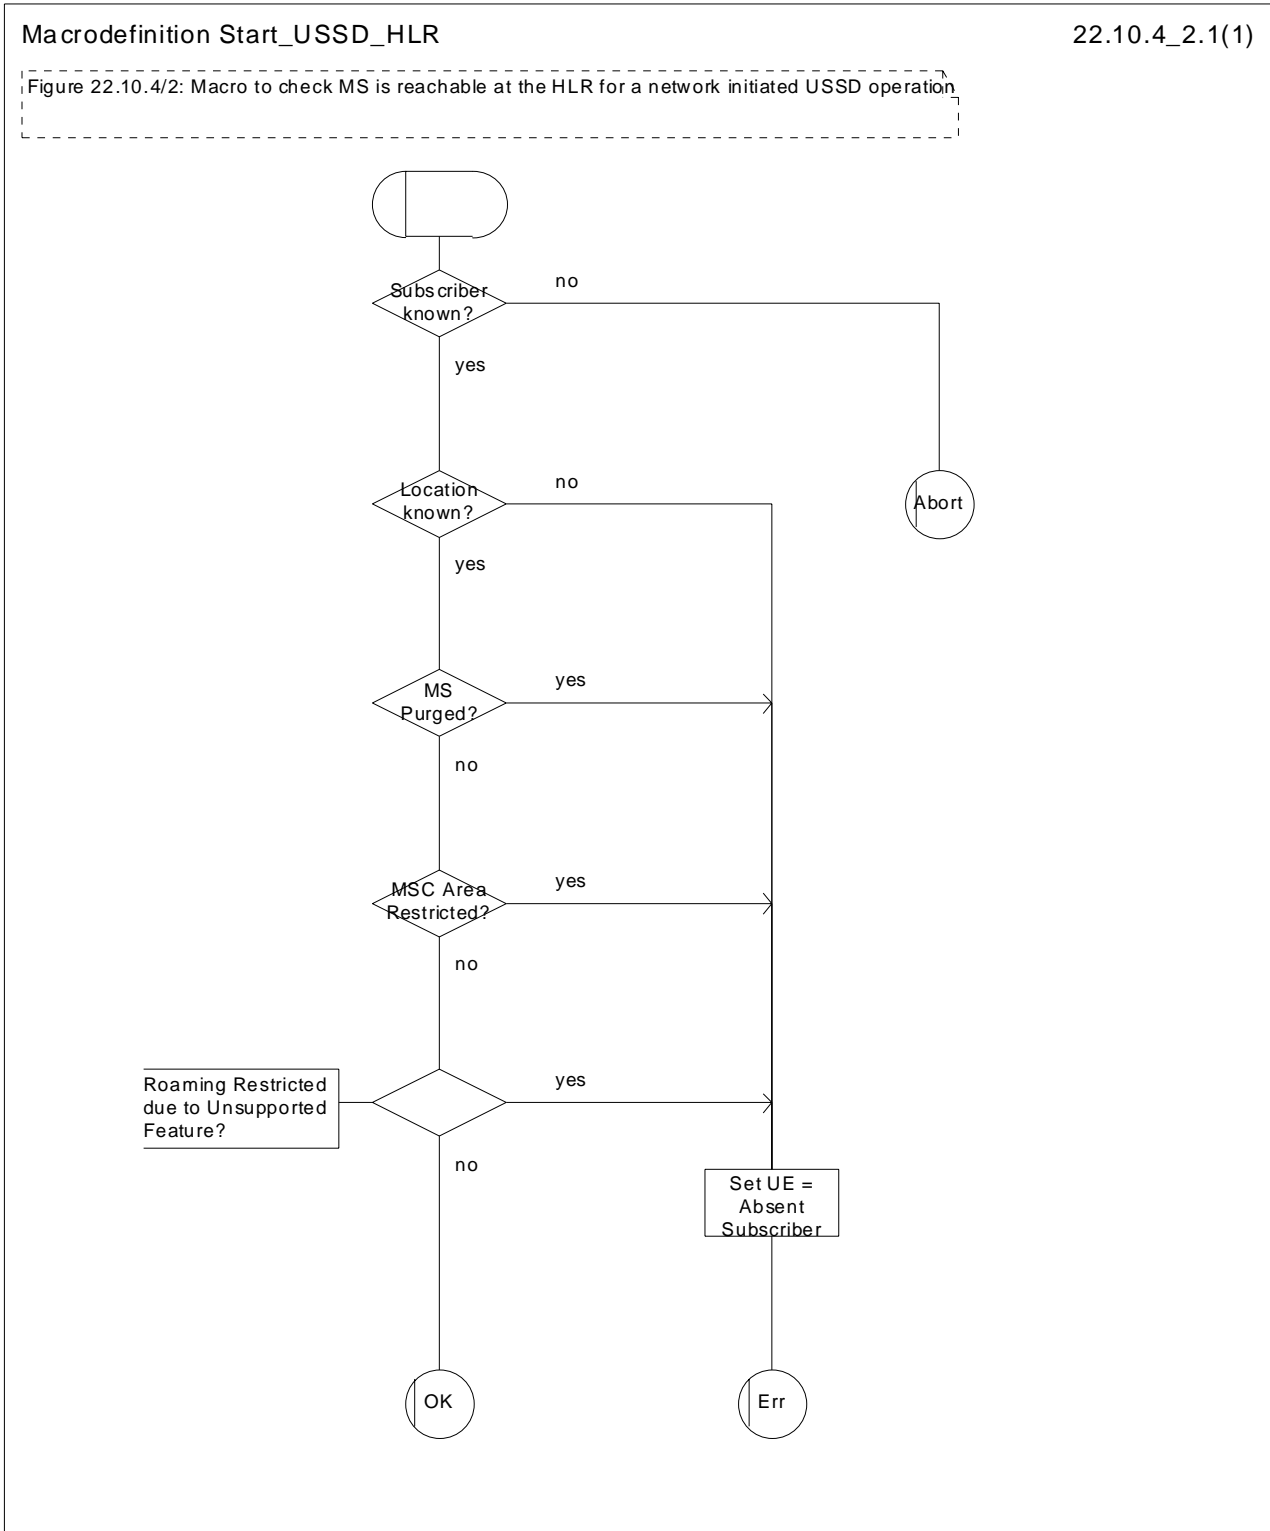 Macrodefinition Start_USSD_HLR
22.10.4_2.1(1)
Figure 22.10.4/2: Macro to check MS is reachable at the HLR for a network initiated USSD operation
Subscriber
known?
no
yes
Location
known?
no
Abort
yes
MS
Purged?
yes
no
MSC Area
Restricted?
yes
no
Roaming Restricted
due to Unsupported
Feature?
yes
no
Set UE =
Absent
Subscriber
OK
Err